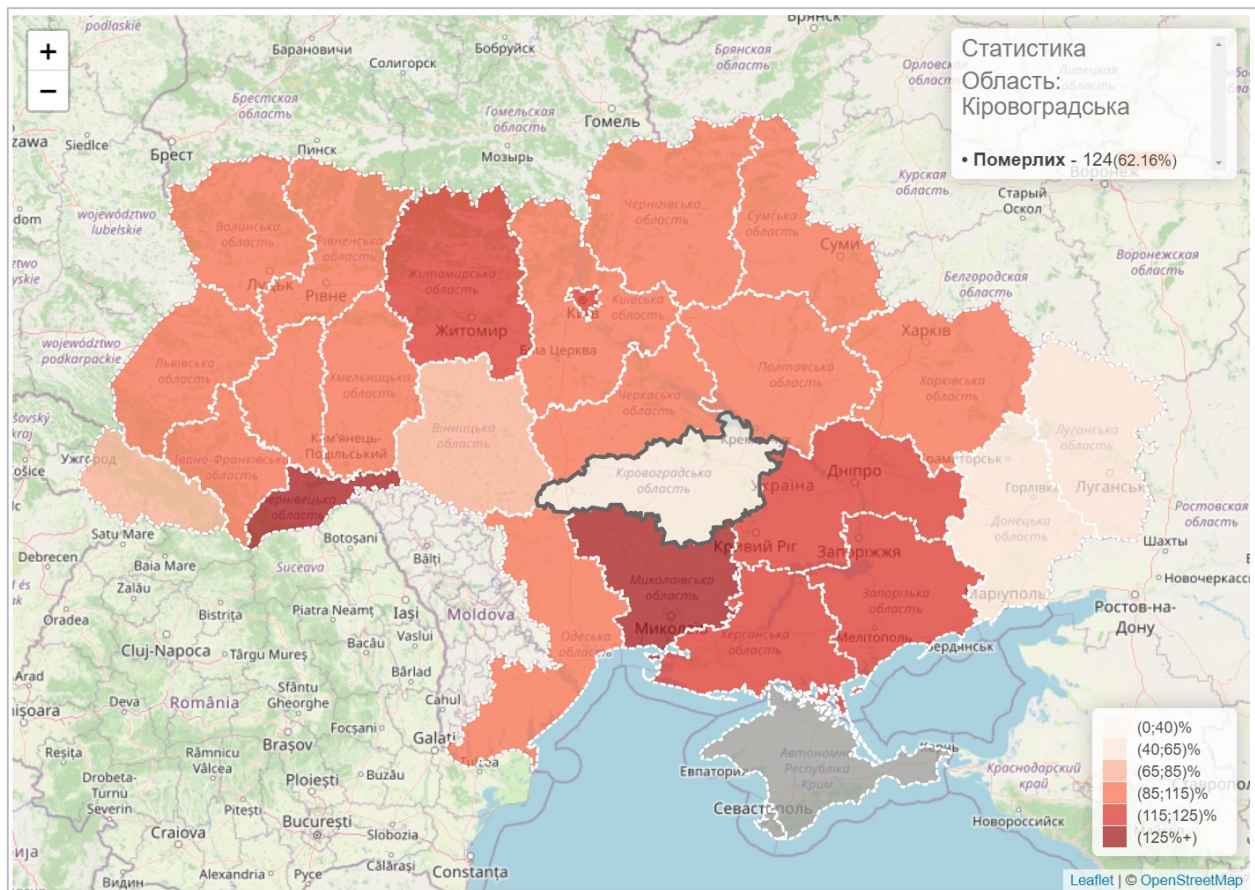 Статистика
Область:
Кіровоградська
• Померлих - 124(62.16%)
+
−
podlaskie
Барановичи
Бобруйск
Брянск
Солигорск
Брянская
область
Брестская
область
Гомельская
область
Гомель
Siedlce
Брест
Пинск
Мозырь
Курская
область
Воронеж
Старый
Оскол
województwo
lubelskie
Волинська
область
Рівненська
область
Чернігівська
область
Сумська
область
Суми
Воронежская
область
Белгородская
область
Житомирська
область
Луцьк
Рівне
Київська
область
Київ
Житомир
Харків
województwo
podkarpackie
Біла Церква
Львівська
область
Хмельницька
область
Полтавська
область
Харківська
область
Черкаська
область
Вінницька
область
Луганська
область
Кам'янець-
Подільський
Ужгород
Івано-Франківська
область
Кіровоградська
область
Дніпро
Горлівка
Луганськ
Україна
Донецька
область
Ростовская
область
Satu Mare
Botoșani
Кривий Ріг
Запоріжжя
Шахты
Debrecen
Baia Mare
Suceava
Bălți
Новочеркасск
Zalău
Миколаївська
область
Запорізька
область
Маріуполь
Oradea
Bistrița
Piatra Neamț
Iași
Moldova
Миколаїв
Ростов-на-
Дону
Cluj-Napoca
Târgu Mureș
Bacău
Vaslui
Одеська
область
Херсонська
область
Мелітополь
Бердянськ
Arad
Bârlad
Deva
România
Sfântu
Gheorghe
Cahul
Focșani
Galați
Reșița
Râmnicu
Vâlcea
Brașov
Tulcea
Автономна
Республіка
Крим
Керчь
Евпатория
Краснодарский
край
Drobeta-
Turnu
Severin
Ploiești
Buzău
Севастополь
Pitești
București
Slobozia
Новороссийск
Craiova
Călărași
Alexandria
Constanța
Видин
(0;40)%
(40;65)%
(65;85)%
(85;115)%
(115;125)%
(125%+)
Leaflet | © OpenStreetMap